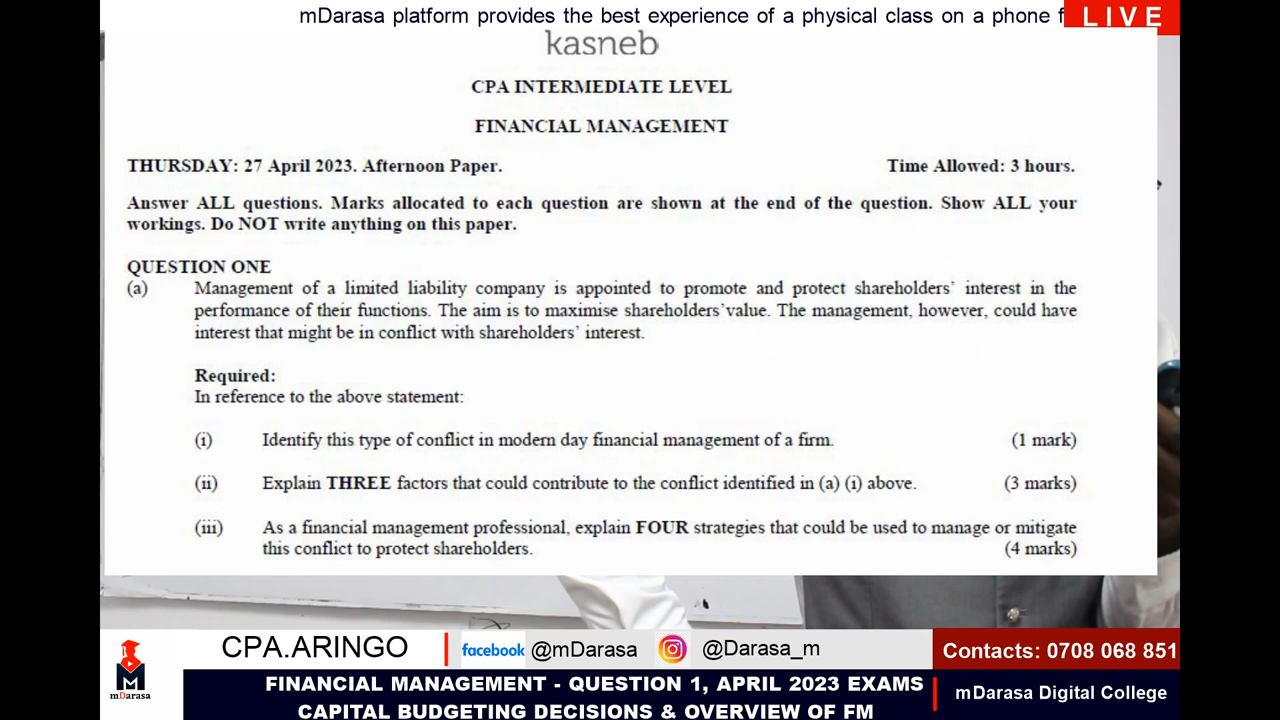 mDarasa platform provides the best experience of a physical class on a phone f
LIVE
kasneb
CPA INTERMEDIATE LEVEL
FINANCIAL MANAGEMENT
THURSDAY: 27 April 2023. Afternoon Paper. Time Allowed: 3 hours.
Answer ALL questions. Marks allocated to each question are shown at the end of the question. Show ALL your
workings. Do NOT write anything on this paper.
QUESTION ONE
(a) Management of a limited liability company is appointed to promote and protect shareholders' interest in the
performance of their functions. The aim is to maximise shareholders'value. The management, however, could have
interest that might be in conflict with shareholders' interest.
Required:
In reference to the above statement:
(i) Identify this type of conflict in modern day financial management of a firm. (1 mark)
(ii) Explain THREE factors that could contribute to the conflict identified in (a) (i) above. (3 marks)
(iii) As a financial management professional, explain FOUR strategies that could be used to manage or mitigate
this conflict to protect shareholders. (4 marks)
CPA.ARINGO
facebook @mDarasa
@Darasa_m
Contacts: 0708 068 851
M
mDarasa
FINANCIAL MANAGEMENT - QUESTION 1, APRIL 2023 EXAMS
CAPITAL BUDGETING DECISIONS & OVERVIEW OF FM
mDarasa Digital College